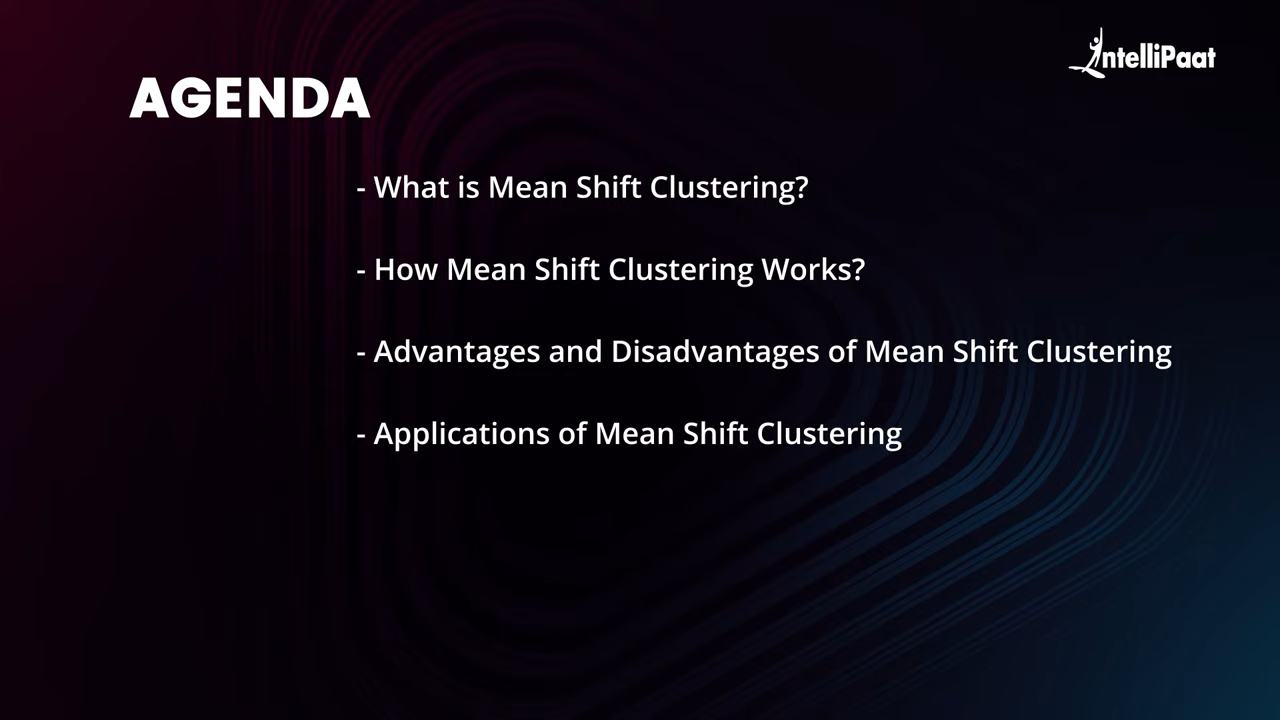 IntelliPaat
AGENDA
- What is Mean Shift Clustering?
- How Mean Shift Clustering Works?
- Advantages and Disadvantages of Mean Shift Clustering
- Applications of Mean Shift Clustering